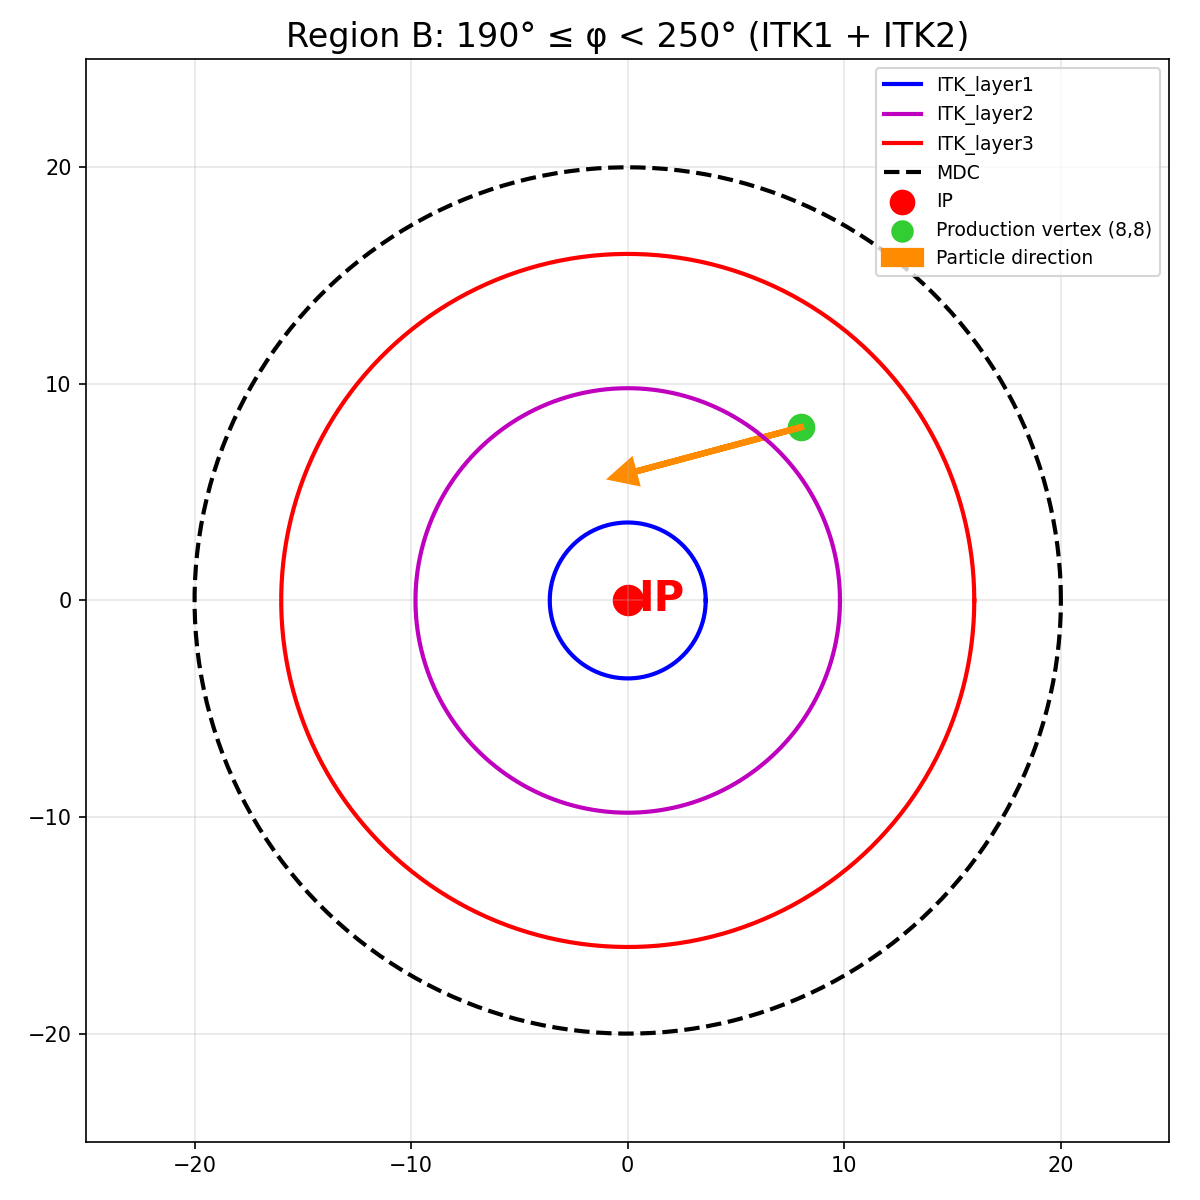 Region B: 190° ≤ φ < 250° (ITK1 + ITK2)
ITK_layer1
ITK_layer2
ITK_layer3
MDC
IP
Production vertex (8,8)
Particle direction
20
10
0
−10
−20
IP
−20
−10
0
10
20